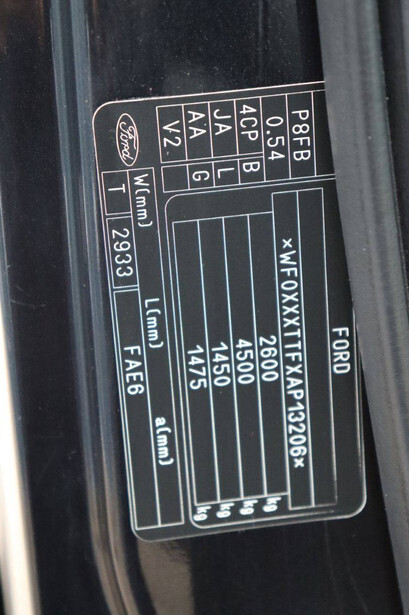 FORD
P8FB
×WF0XXXTTFXAP13206×
0.54
2600 kg
4CP B
4500 kg
JA L
1450 kg
AA G
1475 kg
V2
W(mm) L(mm) a(mm)
Ford
T 2933 FAE6